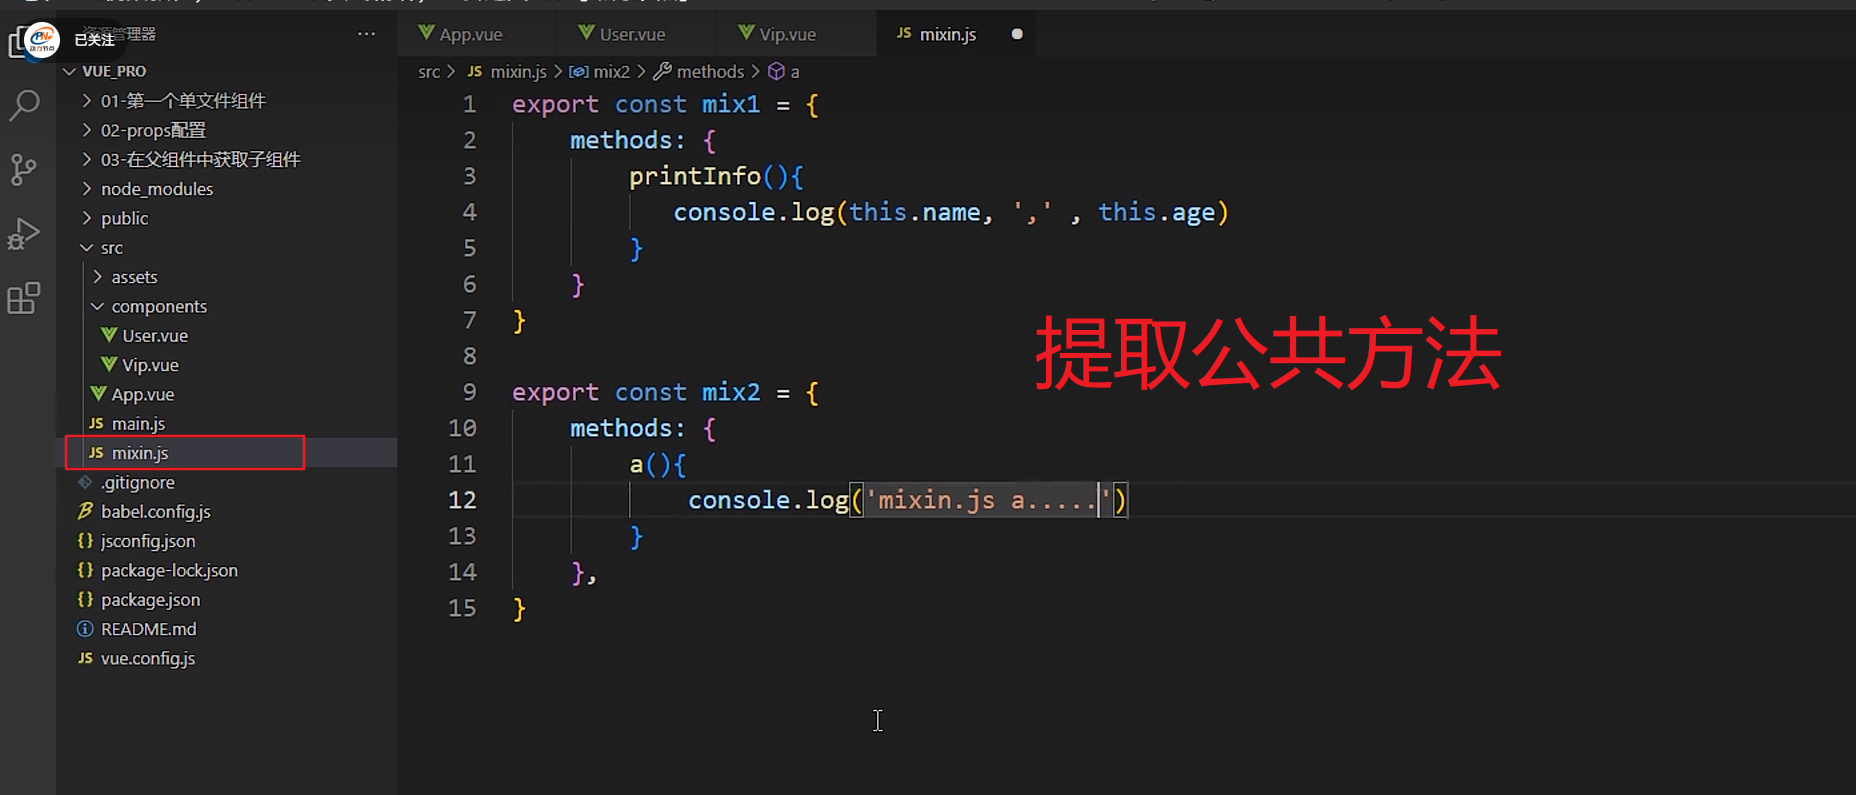 资源管理器
已关注
VUE_PRO
01-第一个单文件组件
02-props配置
03-在父组件中获取子组件
node_modules
public
src
assets
components
User.vue
Vip.vue
App.vue
main.js
mixin.js
.gitignore
babel.config.js
jsconfig.json
package-lock.json
package.json
README.md
vue.config.js
App.vue
User.vue
Vip.vue
JS mixin.js
src > JS mixin.js > mix2 > methods > a
1 export const mix1 = {
2 methods: {
3 printInfo(){
4 console.log(this.name, ',' , this.age)
5 }
6 }
7 }
8
9 export const mix2 = {
10 methods: {
11 a(){
12 console.log('mixin.js a.....')
13 }
14 },
15 }
提取公共方法